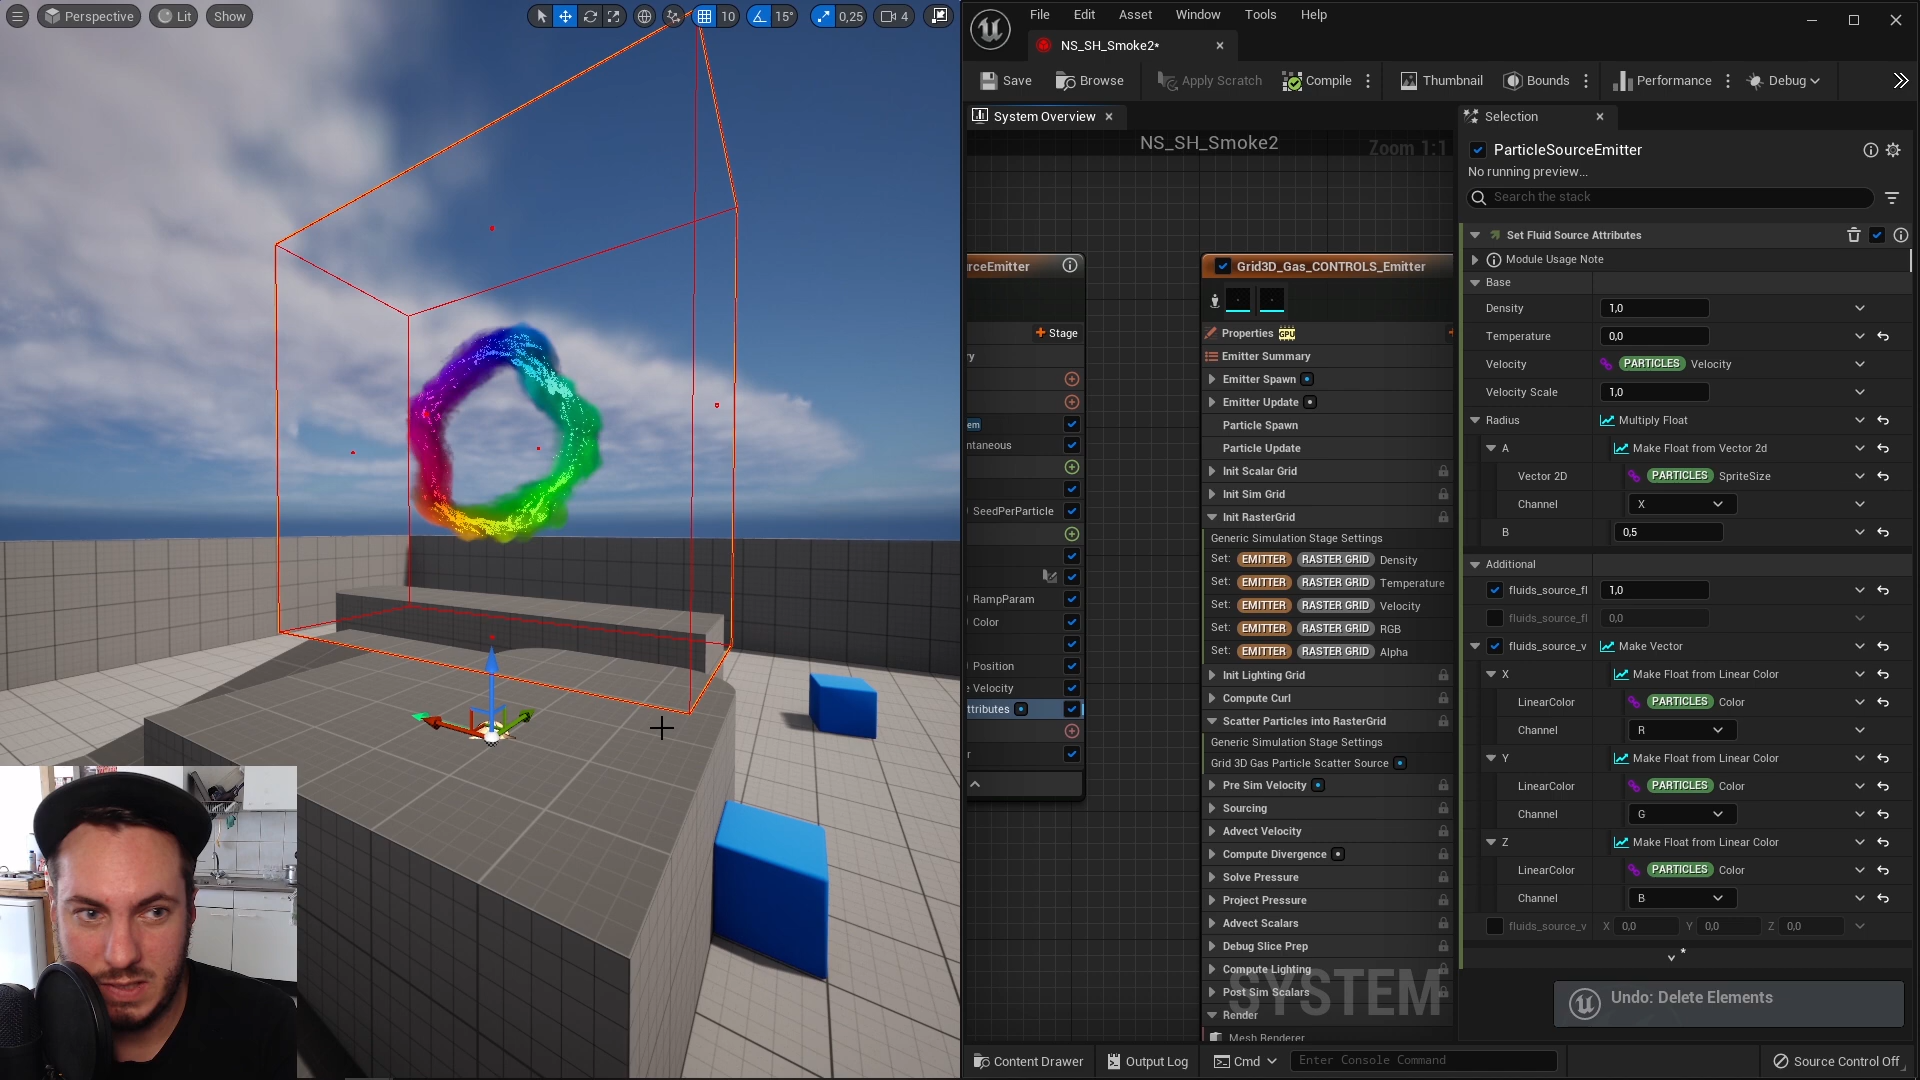 Perspective
Lit
Show
10
15°
0,25
4
File Edit Asset Window Tools Help
NS_SH_Smoke2*
Save
Browse
Apply Scratch
Compile
Thumbnail
Bounds
Performance
Debug
System Overview
NS_SH_Smoke2
Zoom 1:1
rceEmitter
Stage
ry
em
ntaneous
SeedPerParticle
RampParam
Color
Position
e Velocity
ttributes
r
Grid3D_Gas_CONTROLS_Emitter
Properties GPU
Emitter Summary
Emitter Spawn
Emitter Update
Particle Spawn
Particle Update
Init Scalar Grid
Init Sim Grid
Init RasterGrid
Generic Simulation Stage Settings
Set: EMITTER RASTER GRID Density
Set: EMITTER RASTER GRID Temperature
Set: EMITTER RASTER GRID Velocity
Set: EMITTER RASTER GRID RGB
Set: EMITTER RASTER GRID Alpha
Init Lighting Grid
Compute Curl
Scatter Particles into RasterGrid
Generic Simulation Stage Settings
Grid 3D Gas Particle Scatter Source
Pre Sim Velocity
Sourcing
Advect Velocity
Compute Divergence
Solve Pressure
Project Pressure
Advect Scalars
Debug Slice Prep
Compute Lighting
Post Sim Scalars
Render
Mesh Renderer
SYSTEM
Selection
ParticleSourceEmitter
No running preview...
Search the stack
Set Fluid Source Attributes
Module Usage Note
Base
Density 1,0
Temperature 0,0
Velocity PARTICLES Velocity
Velocity Scale 1,0
Radius Multiply Float
A Make Float from Vector 2d
Vector 2D PARTICLES SpriteSize
Channel X
B 0,5
Additional
fluids_source_fl 1,0
fluids_source_fl 0,0
fluids_source_v Make Vector
X Make Float from Linear Color
LinearColor PARTICLES Color
Channel R
Y Make Float from Linear Color
LinearColor PARTICLES Color
Channel G
Z Make Float from Linear Color
LinearColor PARTICLES Color
Channel B
fluids_source_v X 0,0 Y 0,0 Z 0,0
Undo: Delete Elements
Content Drawer
Output Log
Cmd
Enter Console Command
Source Control Off